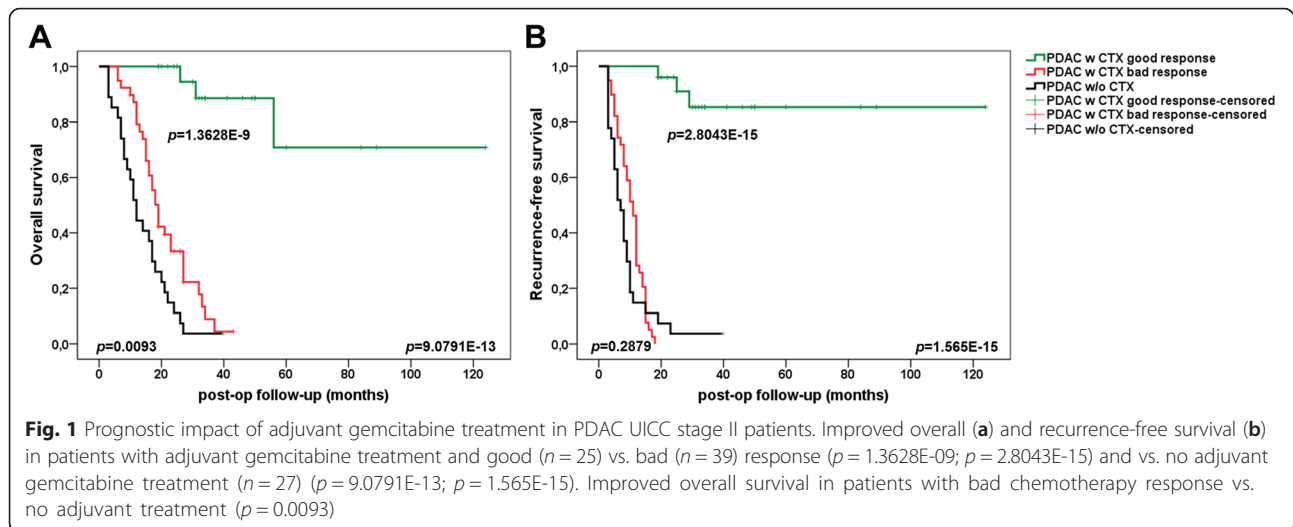 A
B
Overall survival
1,0
0,8
0,6
0,4
0,2
0,0
p=1.3628E-9
p=0.0093
p=9.0791E-13
0 20 40 60 80 100 120
post-op follow-up (months)
Recurrence-free survival
1,0
0,8
0,6
0,4
0,2
0,0
p=2.8043E-15
p=0.2879
p=1.565E-15
0 20 40 60 80 100 120
post-op follow-up (months)
PDAC w CTX good response
PDAC w CTX bad response
PDAC w/o CTX
PDAC w CTX good response-censored
PDAC w CTX bad response-censored
PDAC w/o CTX-censored
Fig. 1 Prognostic impact of adjuvant gemcitabine treatment in PDAC UICC stage II patients. Improved overall (a) and recurrence-free survival (b)
in patients with adjuvant gemcitabine treatment and good (n = 25) vs. bad (n = 39) response (p = 1.3628E-09; p = 2.8043E-15) and vs. no adjuvant
gemcitabine treatment (n = 27) (p = 9.0791E-13; p = 1.565E-15). Improved overall survival in patients with bad chemotherapy response vs.
no adjuvant treatment (p = 0.0093)